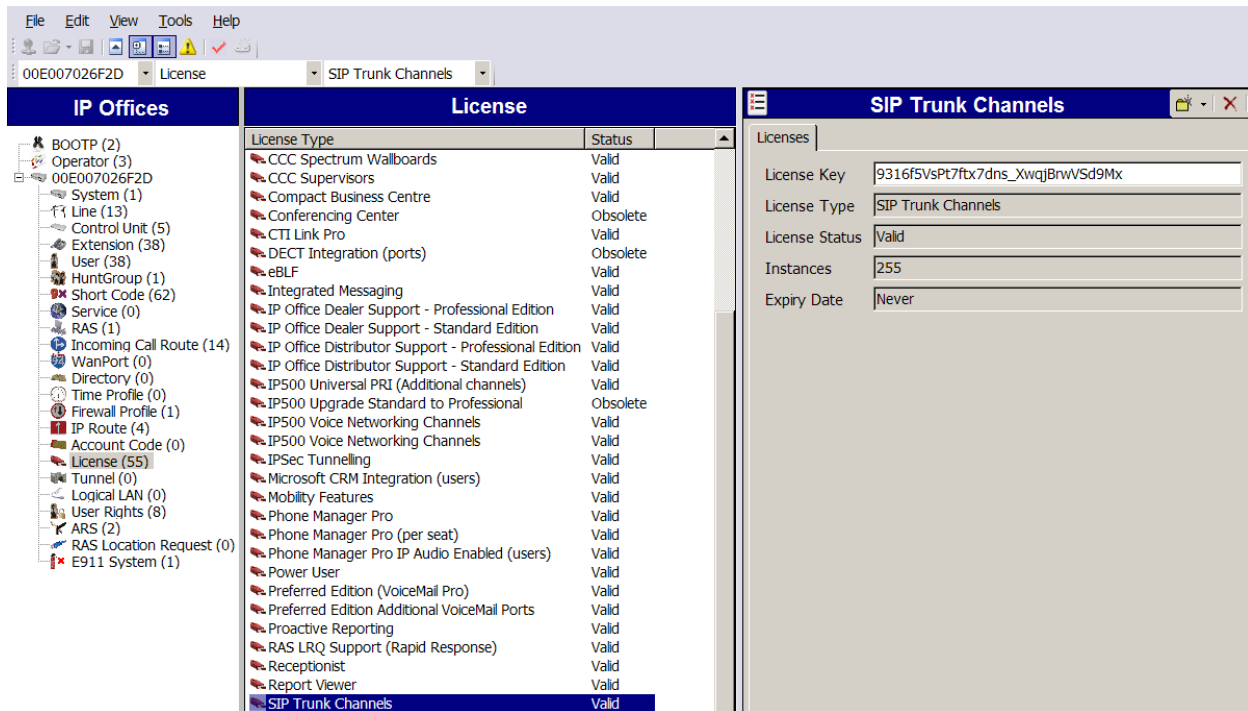 File Edit View Tools Help
00E007026F2D License SIP Trunk Channels
IP Offices
BOOTP (2)
Operator (3)
00E007026F2D
System (1)
Line (13)
Control Unit (5)
Extension (38)
User (38)
HuntGroup (1)
Short Code (62)
Service (0)
RAS (1)
Incoming Call Route (14)
WanPort (0)
Directory (0)
Time Profile (0)
Firewall Profile (1)
IP Route (4)
Account Code (0)
License (55)
Tunnel (0)
Logical LAN (0)
User Rights (8)
ARS (2)
RAS Location Request (0)
E911 System (1)
License
License Type Status
CCC Spectrum Wallboards Valid
CCC Supervisors Valid
Compact Business Centre Valid
Conferencing Center Obsolete
CTI Link Pro Valid
DECT Integration (ports) Obsolete
eBLF Valid
Integrated Messaging Valid
IP Office Dealer Support - Professional Edition Valid
IP Office Dealer Support - Standard Edition Valid
IP Office Distributor Support - Professional Edition Valid
IP Office Distributor Support - Standard Edition Valid
IP500 Universal PRI (Additional channels) Valid
IP500 Upgrade Standard to Professional Obsolete
IP500 Voice Networking Channels Valid
IP500 Voice Networking Channels Valid
IPSec Tunnelling Valid
Microsoft CRM Integration (users) Valid
Mobility Features Valid
Phone Manager Pro Valid
Phone Manager Pro (per seat) Valid
Phone Manager Pro IP Audio Enabled (users) Valid
Power User Valid
Preferred Edition (VoiceMail Pro) Valid
Preferred Edition Additional VoiceMail Ports Valid
Proactive Reporting Valid
RAS LRQ Support (Rapid Response) Valid
Receptionist Valid
Report Viewer Valid
SIP Trunk Channels Valid
SIP Trunk Channels
Licenses
License Key 9316f5VsPt7ftx7dns_XwqjBrwVSd9Mx
License Type SIP Trunk Channels
License Status Valid
Instances 255
Expiry Date Never